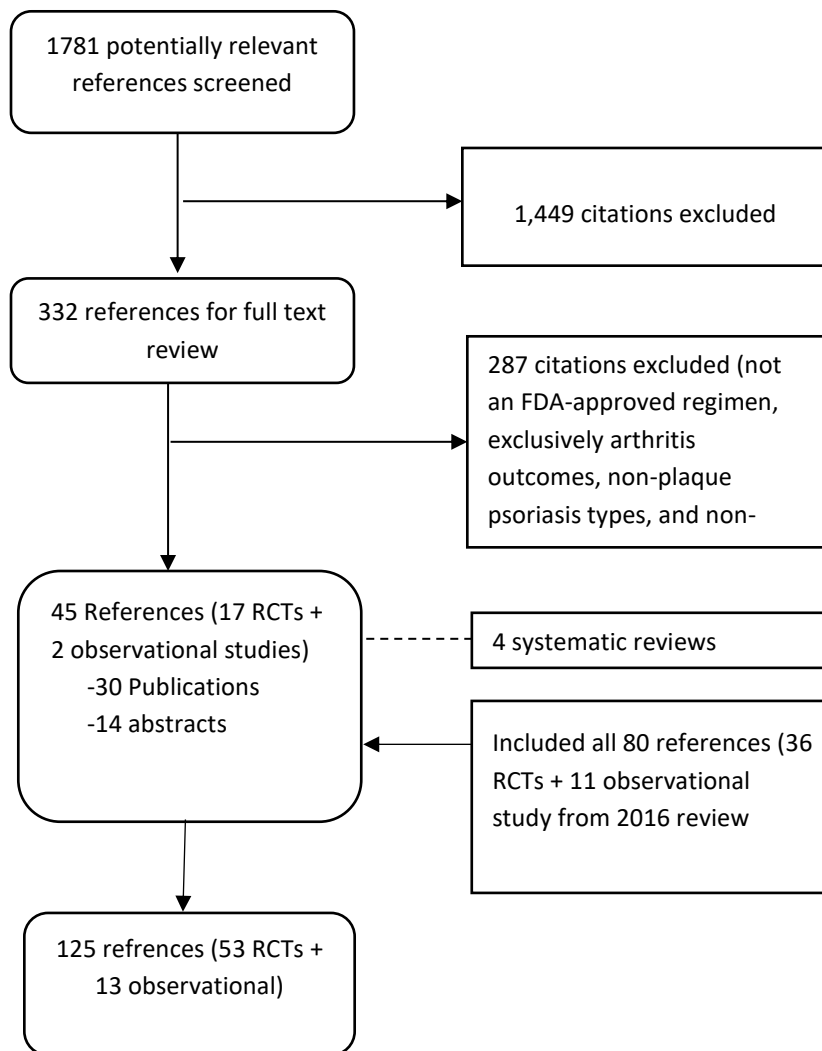 1781 potentially relevant
references screened
1,449 citations excluded
332 references for full text
review
287 citations excluded (not
an FDA-approved regimen,
exclusively arthritis
outcomes, non-plaque
psoriasis types, and non-
45 References (17 RCTs +
2 observational studies)
-30 Publications
-14 abstracts
4 systematic reviews
Included all 80 references (36
RCTs + 11 observational
study from 2016 review
125 refrences (53 RCTs +
13 observational)